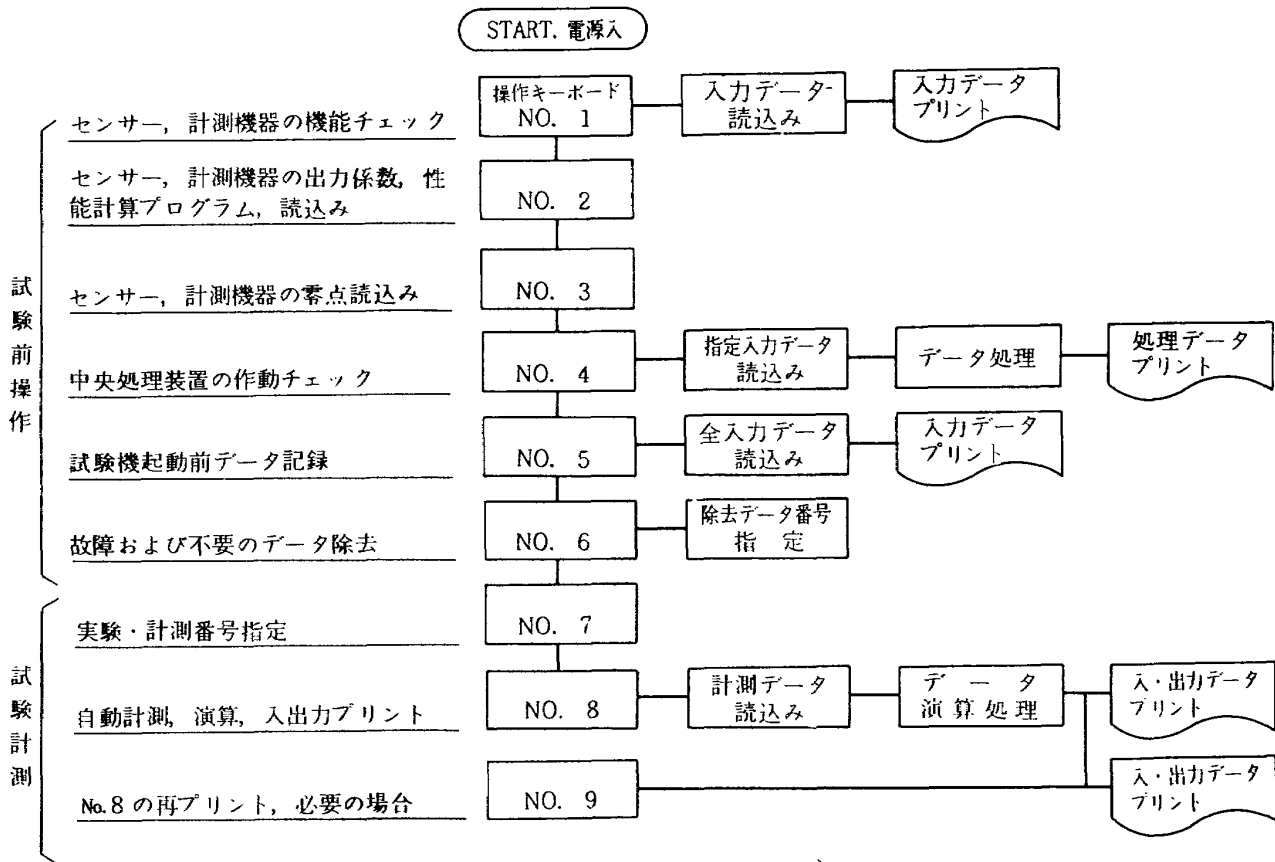 START. 電源入
操作キーボード
NO. 1
入力データ
読込み
入力データ
プリント
センサー, 計測機器の機能チェック
センサー, 計測機器の出力係数, 性
能計算プログラム, 読込み
NO. 2
センサー, 計測機器の零点読込み
NO. 3
試験前操作
中央処理装置の作動チェック
NO. 4
指定入力データ
読込み
データ処理
処理データ
プリント
試験機起動前データ記録
NO. 5
全入力データ
読込み
入力データ
プリント
故障および不要のデータ除去
NO. 6
除去データ番号
指 定
実験・計測番号指定
NO. 7
試験計測
自動計測, 演算, 入出力プリント
NO. 8
計測データ
読込み
デ ー タ
演算処理
入・出力データ
プリント
No.8の再プリント, 必要の場合
NO. 9
入・出力データ
プリント